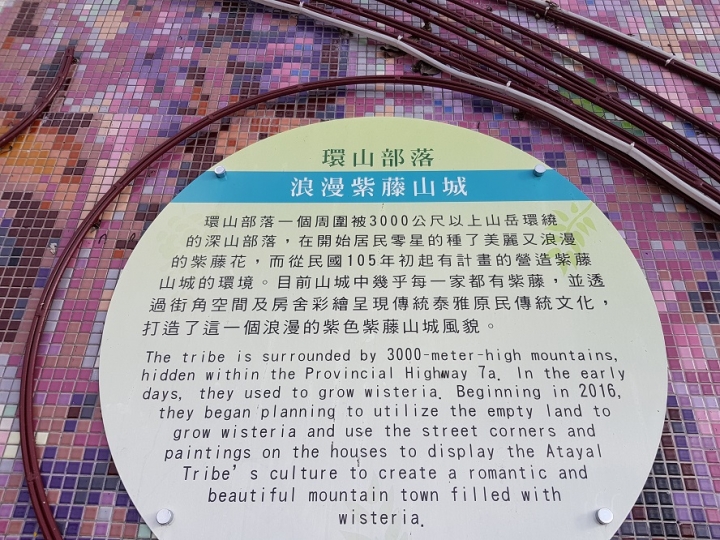 環山部落
浪漫紫藤山城
環山部落一個周圍被3000公尺以上山岳環繞
的深山部落，在開始居民零星的種了美麗又浪漫
的紫藤花，而從民國105年初起有計畫的營造紫藤
山城的環境。目前山城中幾乎每一家都有紫藤，並透
過街角空間及房舍彩繪呈現傳統泰雅原民傳統文化，
打造了這一個浪漫的紫色紫藤山城風貌。
The tribe is surrounded by 3000-meter-high mountains,
hidden within the Provincial Highway 7a. In the early
days, they used to grow wisteria. Beginning in 2016,
they began planning to utilize the empty land to
grow wisteria and use the street corners and
paintings on the houses to display the Atayal
Tribe’s culture to create a romantic and
beautiful mountain town filled with
wisteria.